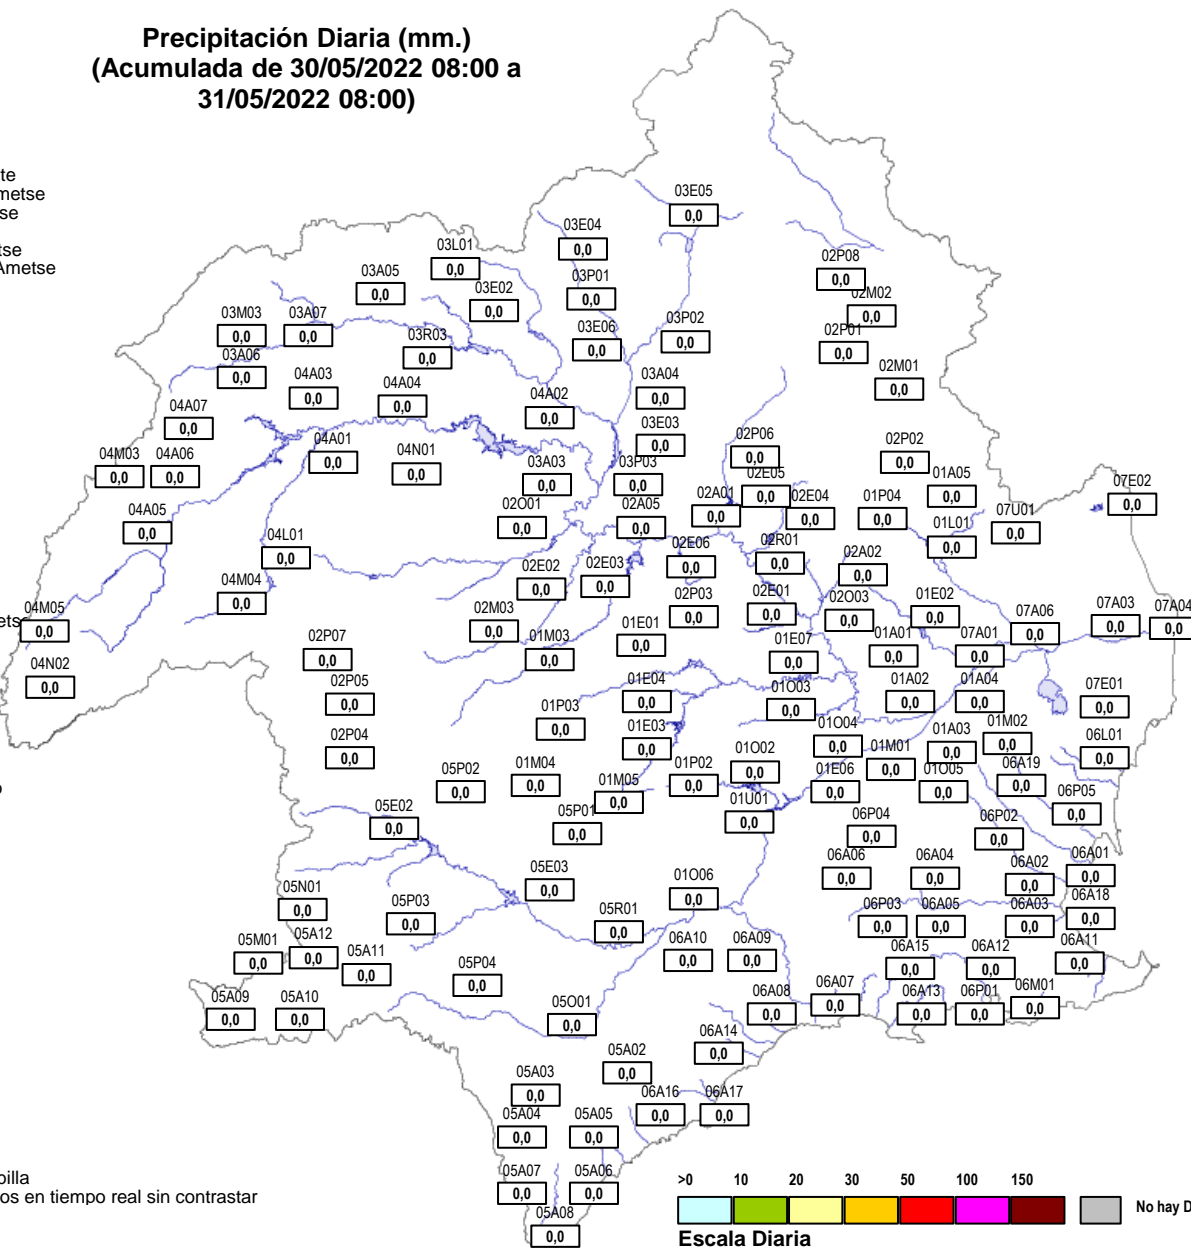 Precipitación Diaria (mm.)
(Acumulada de 30/05/2022 08:00 a
31/05/2022 08:00)
te
metse
se
tse
Ametse
03E05
0,0
03E04
0,0
03L01
0,0
02P08
0,0
03A05
0,0
03P01
0,0
03E02
0,0
02M02
0,0
03M03
0,0
03A07
0,0
03P02
0,0
03E06
0,0
02P01
0,0
03R03
0,0
03A06
0,0
02M01
0,0
04A03
0,0
04A04
0,0
03A04
0,0
04A02
0,0
04A07
0,0
03E03
0,0
02P06
0,0
04A01
0,0
02P02
0,0
04N01
0,0
04M03
0,0
04A06
0,0
03A03
0,0
03P03
0,0
02E05
0,0
01A05
0,0
07E02
0,0
02A01
0,0
02E04
0,0
01P04
0,0
04A05
0,0
02O01
0,0
02A05
0,0
07U01
0,0
01L01
0,0
04L01
0,0
02E06
0,0
02R01
0,0
02A02
0,0
02E02
0,0
02E03
0,0
04M04
0,0
02P03
0,0
02E01
0,0
02O03
0,0
01E02
0,0
07A03
0,0
07A04
0,0
etse
04M05
0,0
02M03
0,0
07A06
0,0
01E01
0,0
02P07
0,0
01M03
0,0
01E07
0,0
01A01
0,0
07A01
0,0
04N02
0,0
02P05
0,0
01E04
0,0
01O03
0,0
01A02
0,0
01A04
0,0
07E01
0,0
01P03
0,0
02P04
0,0
01E03
0,0
01O04
0,0
01A03
0,0
01M02
0,0
06L01
0,0
05P02
0,0
01M04
0,0
01M05
0,0
01P02
0,0
01O02
0,0
01M01
0,0
01E06
0,0
01O05
0,0
06A19
0,0
o
06P05
0,0
05E02
0,0
05P01
0,0
01U01
0,0
06P04
0,0
06P02
0,0
05E03
0,0
01O06
0,0
06A06
0,0
06A04
0,0
06A02
0,0
06A01
0,0
05N01
0,0
05P03
0,0
05R01
0,0
06P03
0,0
06A05
0,0
06A03
0,0
06A18
0,0
05M01
0,0
05A12
0,0
05A11
0,0
05P04
0,0
06A10
0,0
06A09
0,0
06A15
0,0
06A12
0,0
06A11
0,0
05A09
0,0
05A10
0,0
05O01
0,0
06A08
0,0
06A07
0,0
06A13
0,0
06P01
0,0
06M01
0,0
06A14
0,0
05A02
0,0
05A03
0,0
06A16
0,0
06A17
0,0
05A04
0,0
05A05
0,0
05A07
0,0
05A06
0,0
05A08
0,0
oilla
os en tiempo real sin contrastar
>0 10 20 30 50 100 150
No hay D
Escala Diaria